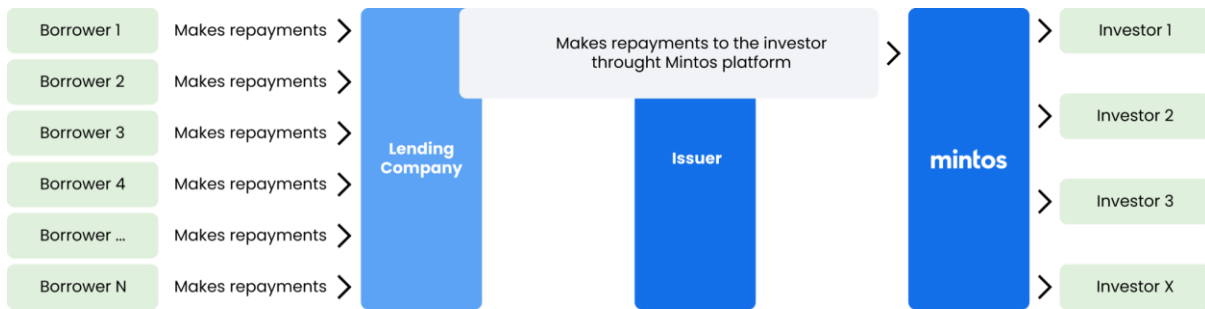 Borrower 1
Makes repayments
Borrower 2
Makes repayments
Borrower 3
Makes repayments
Borrower 4
Makes repayments
Borrower ...
Makes repayments
Borrower N
Makes repayments
Lending
Company
Makes repayments to the investor
throught Mintos platform
Issuer
mintos
Investor 1
Investor 2
Investor 3
Investor X